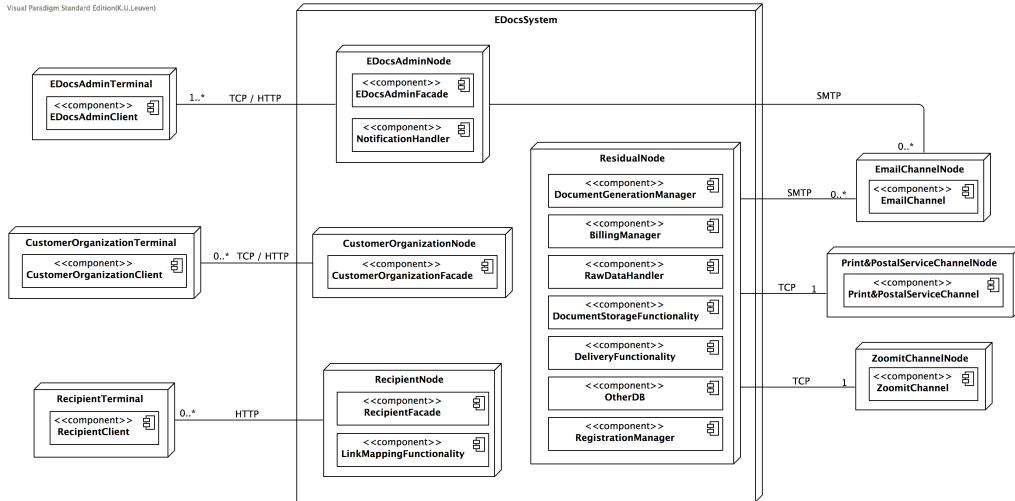 Visual Paradigm Standard Edition(K.U.Leuven)
EDocsSystem
EDocsAdminTerminal
<<component>>
EDocsAdminClient
1..*
TCP / HTTP
EDocsAdminNode
<<component>>
EDocsAdminFacade
<<component>>
NotificationHandler
SMTP
0..*
EmailChannelNode
<<component>>
EmailChannel
SMTP
0..*
CustomerOrganizationTerminal
<<component>>
CustomerOrganizationClient
0..*
TCP / HTTP
CustomerOrganizationNode
<<component>>
CustomerOrganizationFacade
ResidualNode
<<component>>
DocumentGenerationManager
<<component>>
BillingManager
<<component>>
RawDataHandler
<<component>>
DocumentStorageFunctionality
<<component>>
DeliveryFunctionality
<<component>>
OtherDB
<<component>>
RegistrationManager
TCP
1
Print&PostalServiceChannelNode
<<component>>
Print&PostalServiceChannel
TCP
1
ZoomitChannelNode
<<component>>
ZoomitChannel
RecipientTerminal
<<component>>
RecipientClient
0..*
HTTP
RecipientNode
<<component>>
RecipientFacade
<<component>>
LinkMappingFunctionality